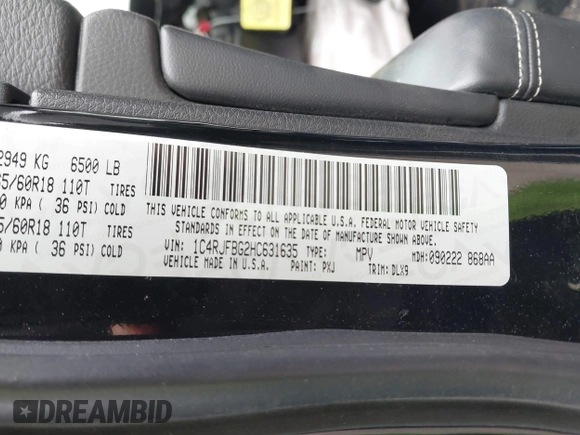 2949 KG 6500 LB
5/60R18 110T TIRES
0 KPA ( 36 PSI) COLD
5/60R18 110T TIRES
0 KPA ( 36 PSI) COLD
THIS VEHICLE CONFORMS TO ALL APPLICABLE U.S.A. FEDERAL MOTOR VEHICLE SAFETY
STANDARDS IN EFFECT ON THE DATE OF MANUFACTURE SHOWN ABOVE.
VIN: 1C4RJFBG2HC631635 TYPE: MPV MDH: 090222 868AA
VEHICLE MADE IN U.S.A. PAINT: PXJ TRIM: DLX9
DREAMBID